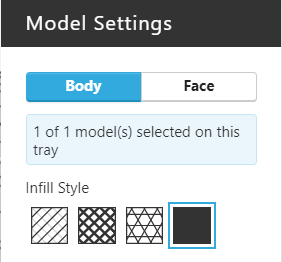 Model Settings
Body Face
1 of 1 model(s) selected on this
tray
Infill Style